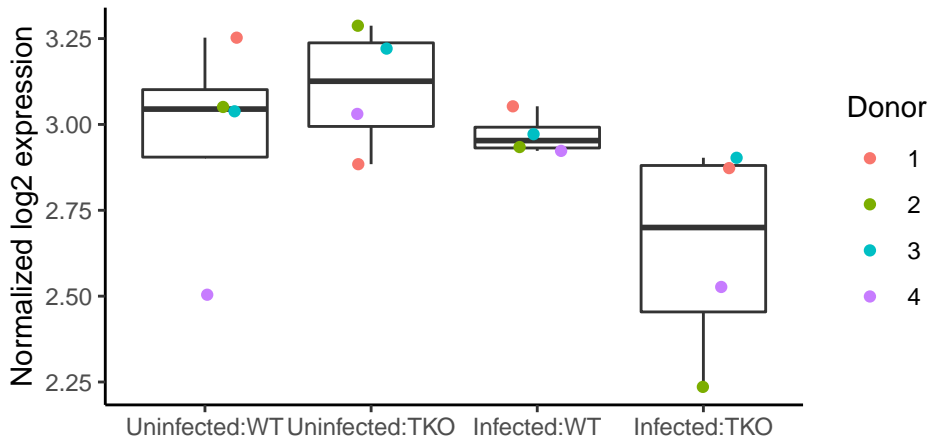 Normalized log2 expression
3.25
3.00
2.75
2.50
2.25
Uninfected:WT
Uninfected:TKO
Infected:WT
Infected:TKO
Donor
1
2
3
4